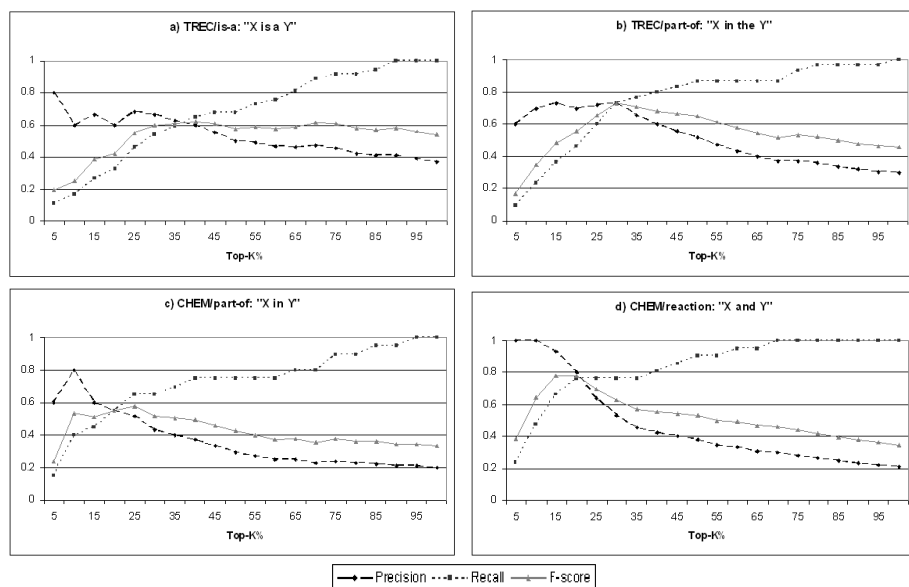 a) TREC/is-a: "X is a Y"
1
0.8
0.6
0.4
0.2
0
5 15 25 35 45 55 65 75 85 95
Top-K%
b) TREC/part-of: "X in the Y"
1
0.8
0.6
0.4
0.2
0
5 15 25 35 45 55 65 75 85 95
Top-K%
c) CHEM/part-of: "X in Y"
1
0.8
0.6
0.4
0.2
0
5 15 25 35 45 55 65 75 85 95
Top-K%
d) CHEM/reaction: "X and Y"
1
0.8
0.6
0.4
0.2
0
5 15 25 35 45 55 65 75 85 95
Top-K%
Precision Recall F-score